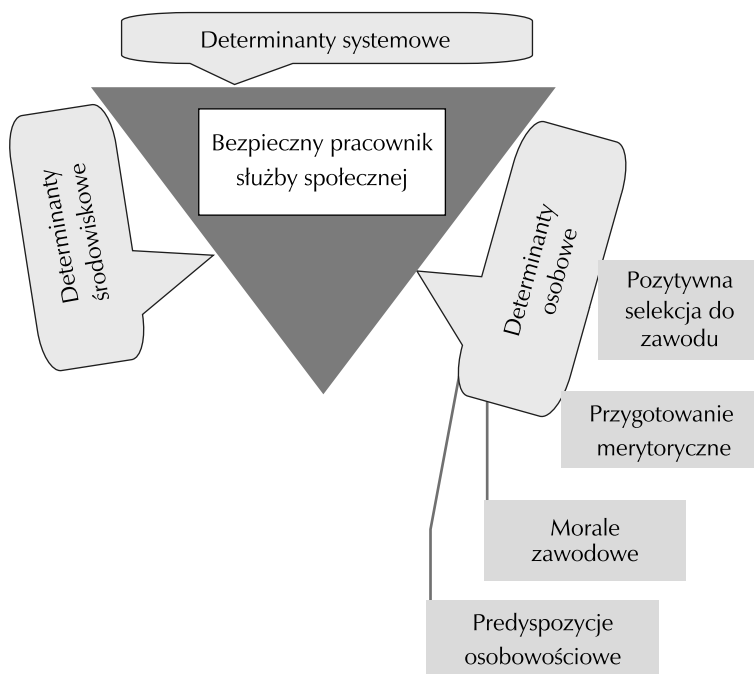 Determinanty systemowe
Bezpieczny pracownik
służby społecznej
Determinanty
środowiskowe
Determinanty
osobowe
Pozytywna
selekcja do
zawodu
Przygotowanie
merytoryczne
Morale
zawodowe
Predyspozycje
osobowościowe